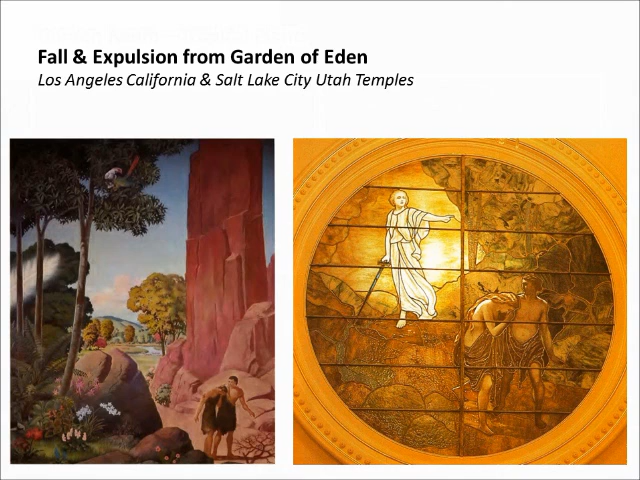 Fall & Expulsion from Garden of Eden
Los Angeles California & Salt Lake City Utah Temples